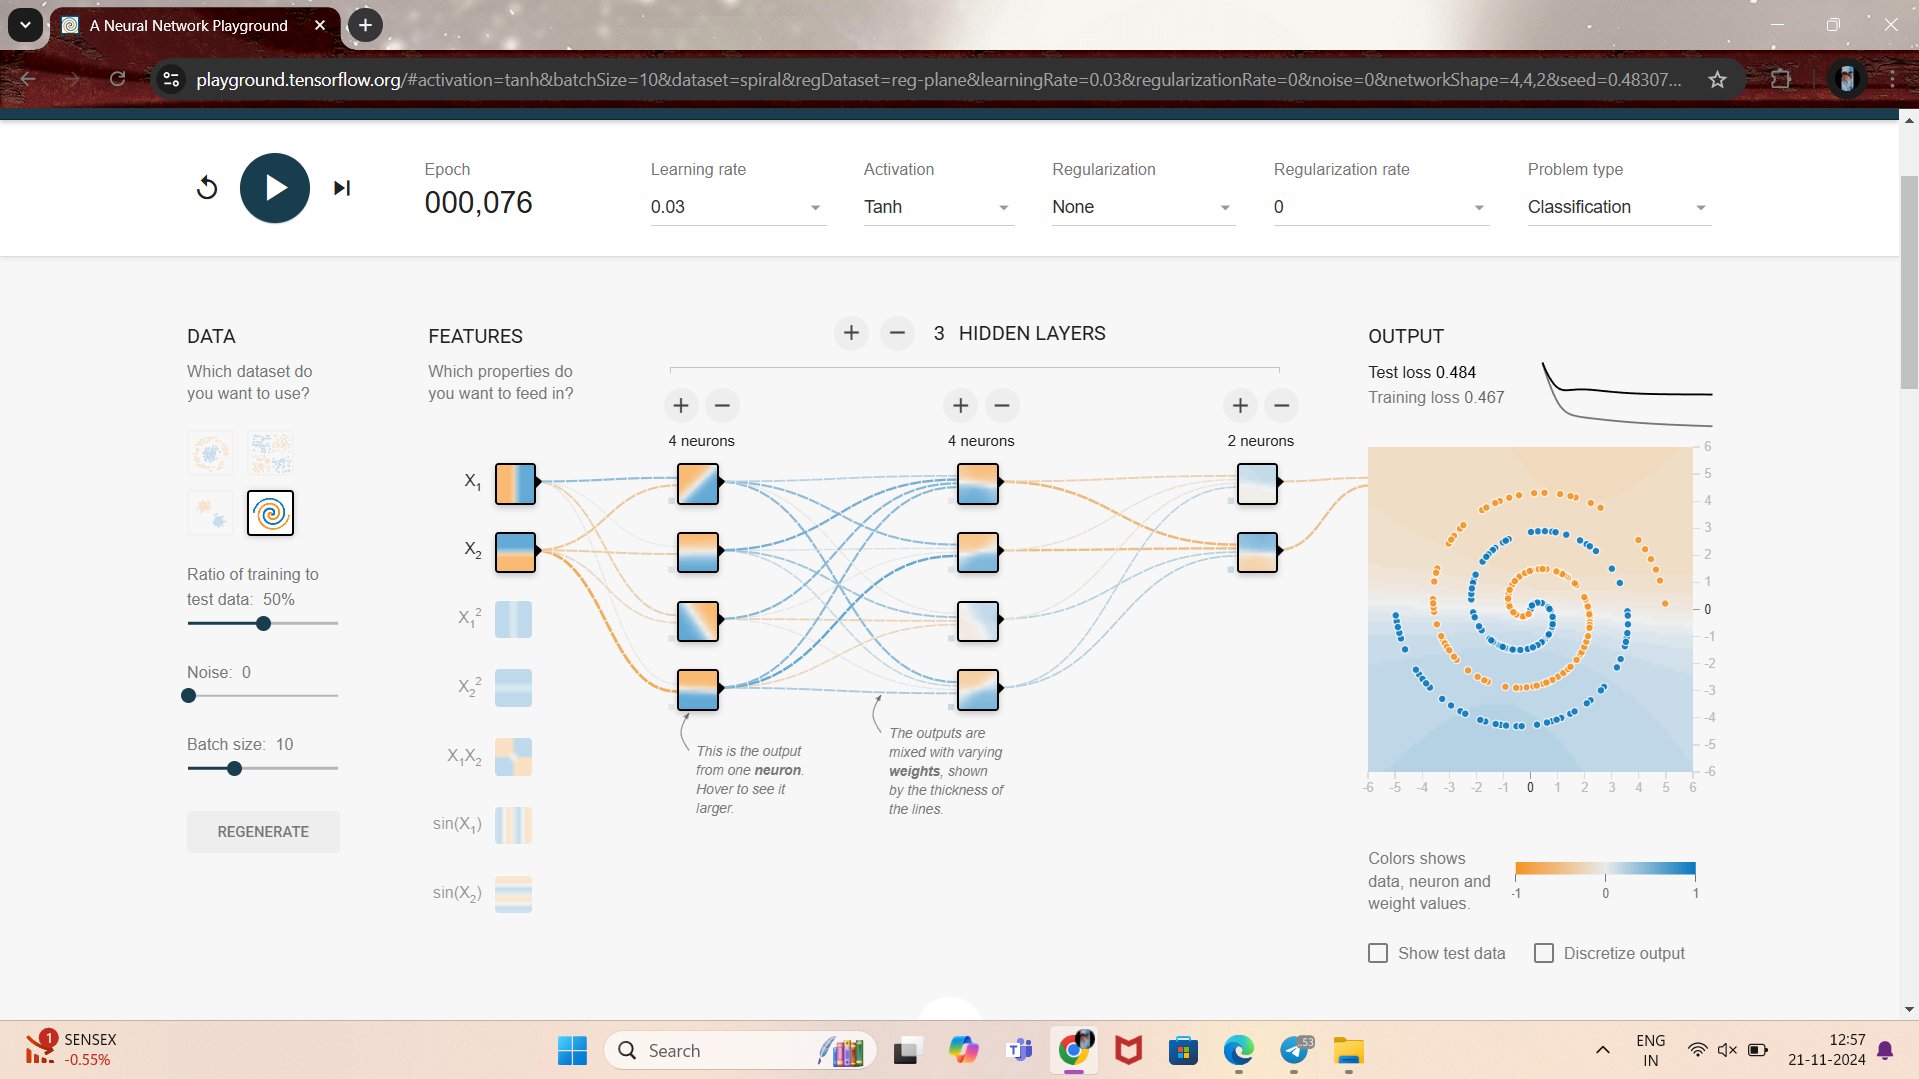 A Neural Network Playground
playground.tensorflow.org/#activation=tanh&batchSize=10&dataset=spiral&regDataset=reg-plane&learningRate=0.03&regularizationRate=0&noise=0&networkShape=4,4,2&seed=0.48307...
Epoch
000,076
Learning rate
0.03
Activation
Tanh
Regularization
None
Regularization rate
0
Problem type
Classification
DATA
Which dataset do
you want to use?
Ratio of training to
test data: 50%
Noise: 0
Batch size: 10
REGENERATE
FEATURES
Which properties do
you want to feed in?
X1
X2
X1²
X2²
X1X2
sin(X1)
sin(X2)
3 HIDDEN LAYERS
4 neurons
4 neurons
2 neurons
This is the output
from one neuron.
Hover to see it
larger.
The outputs are
mixed with varying
weights, shown
by the thickness of
the lines.
OUTPUT
Test loss 0.484
Training loss 0.467
6
5
4
3
2
1
0
-1
-2
-3
-4
-5
-6
-6 -5 -4 -3 -2 -1 0 1 2 3 4 5 6
Colors shows
data, neuron and
weight values.
-1 0 1
Show test data
Discretize output
1
SENSEX
-0.55%
Search
..53
ENG
IN
12:57
21-11-2024